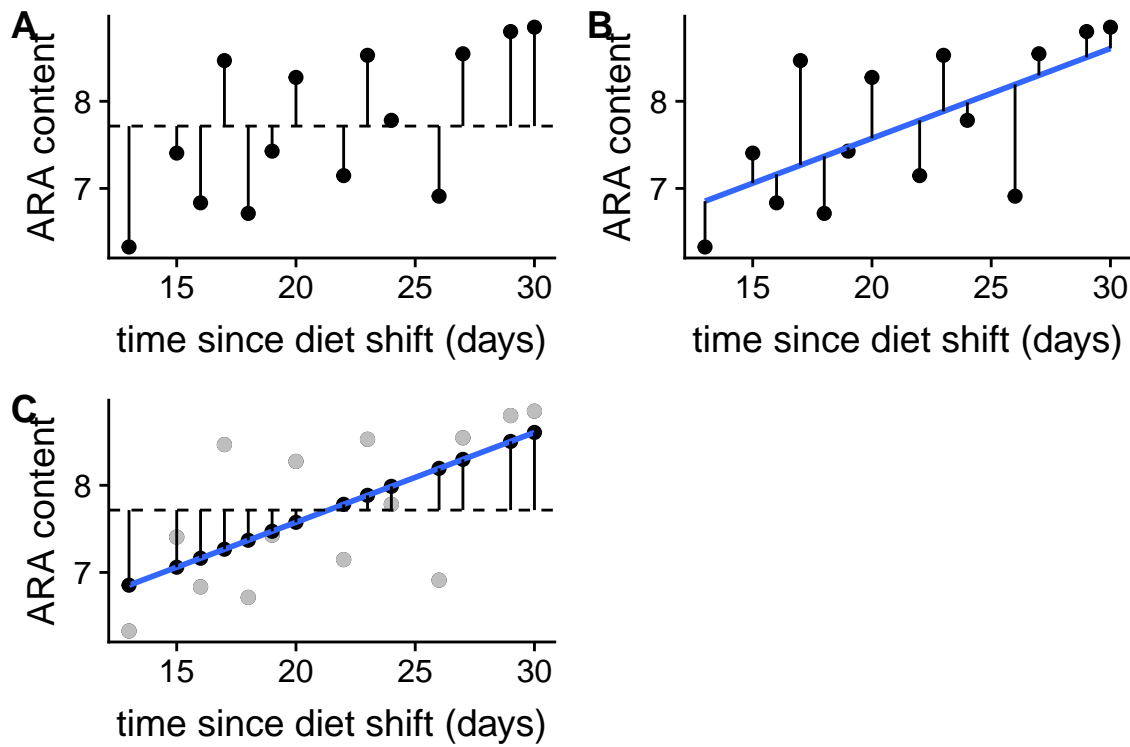 A
ARA content
8
7
15 20 25 30
time since diet shift (days)
B
ARA content
8
7
15 20 25 30
time since diet shift (days)
C
ARA content
8
7
15 20 25 30
time since diet shift (days)